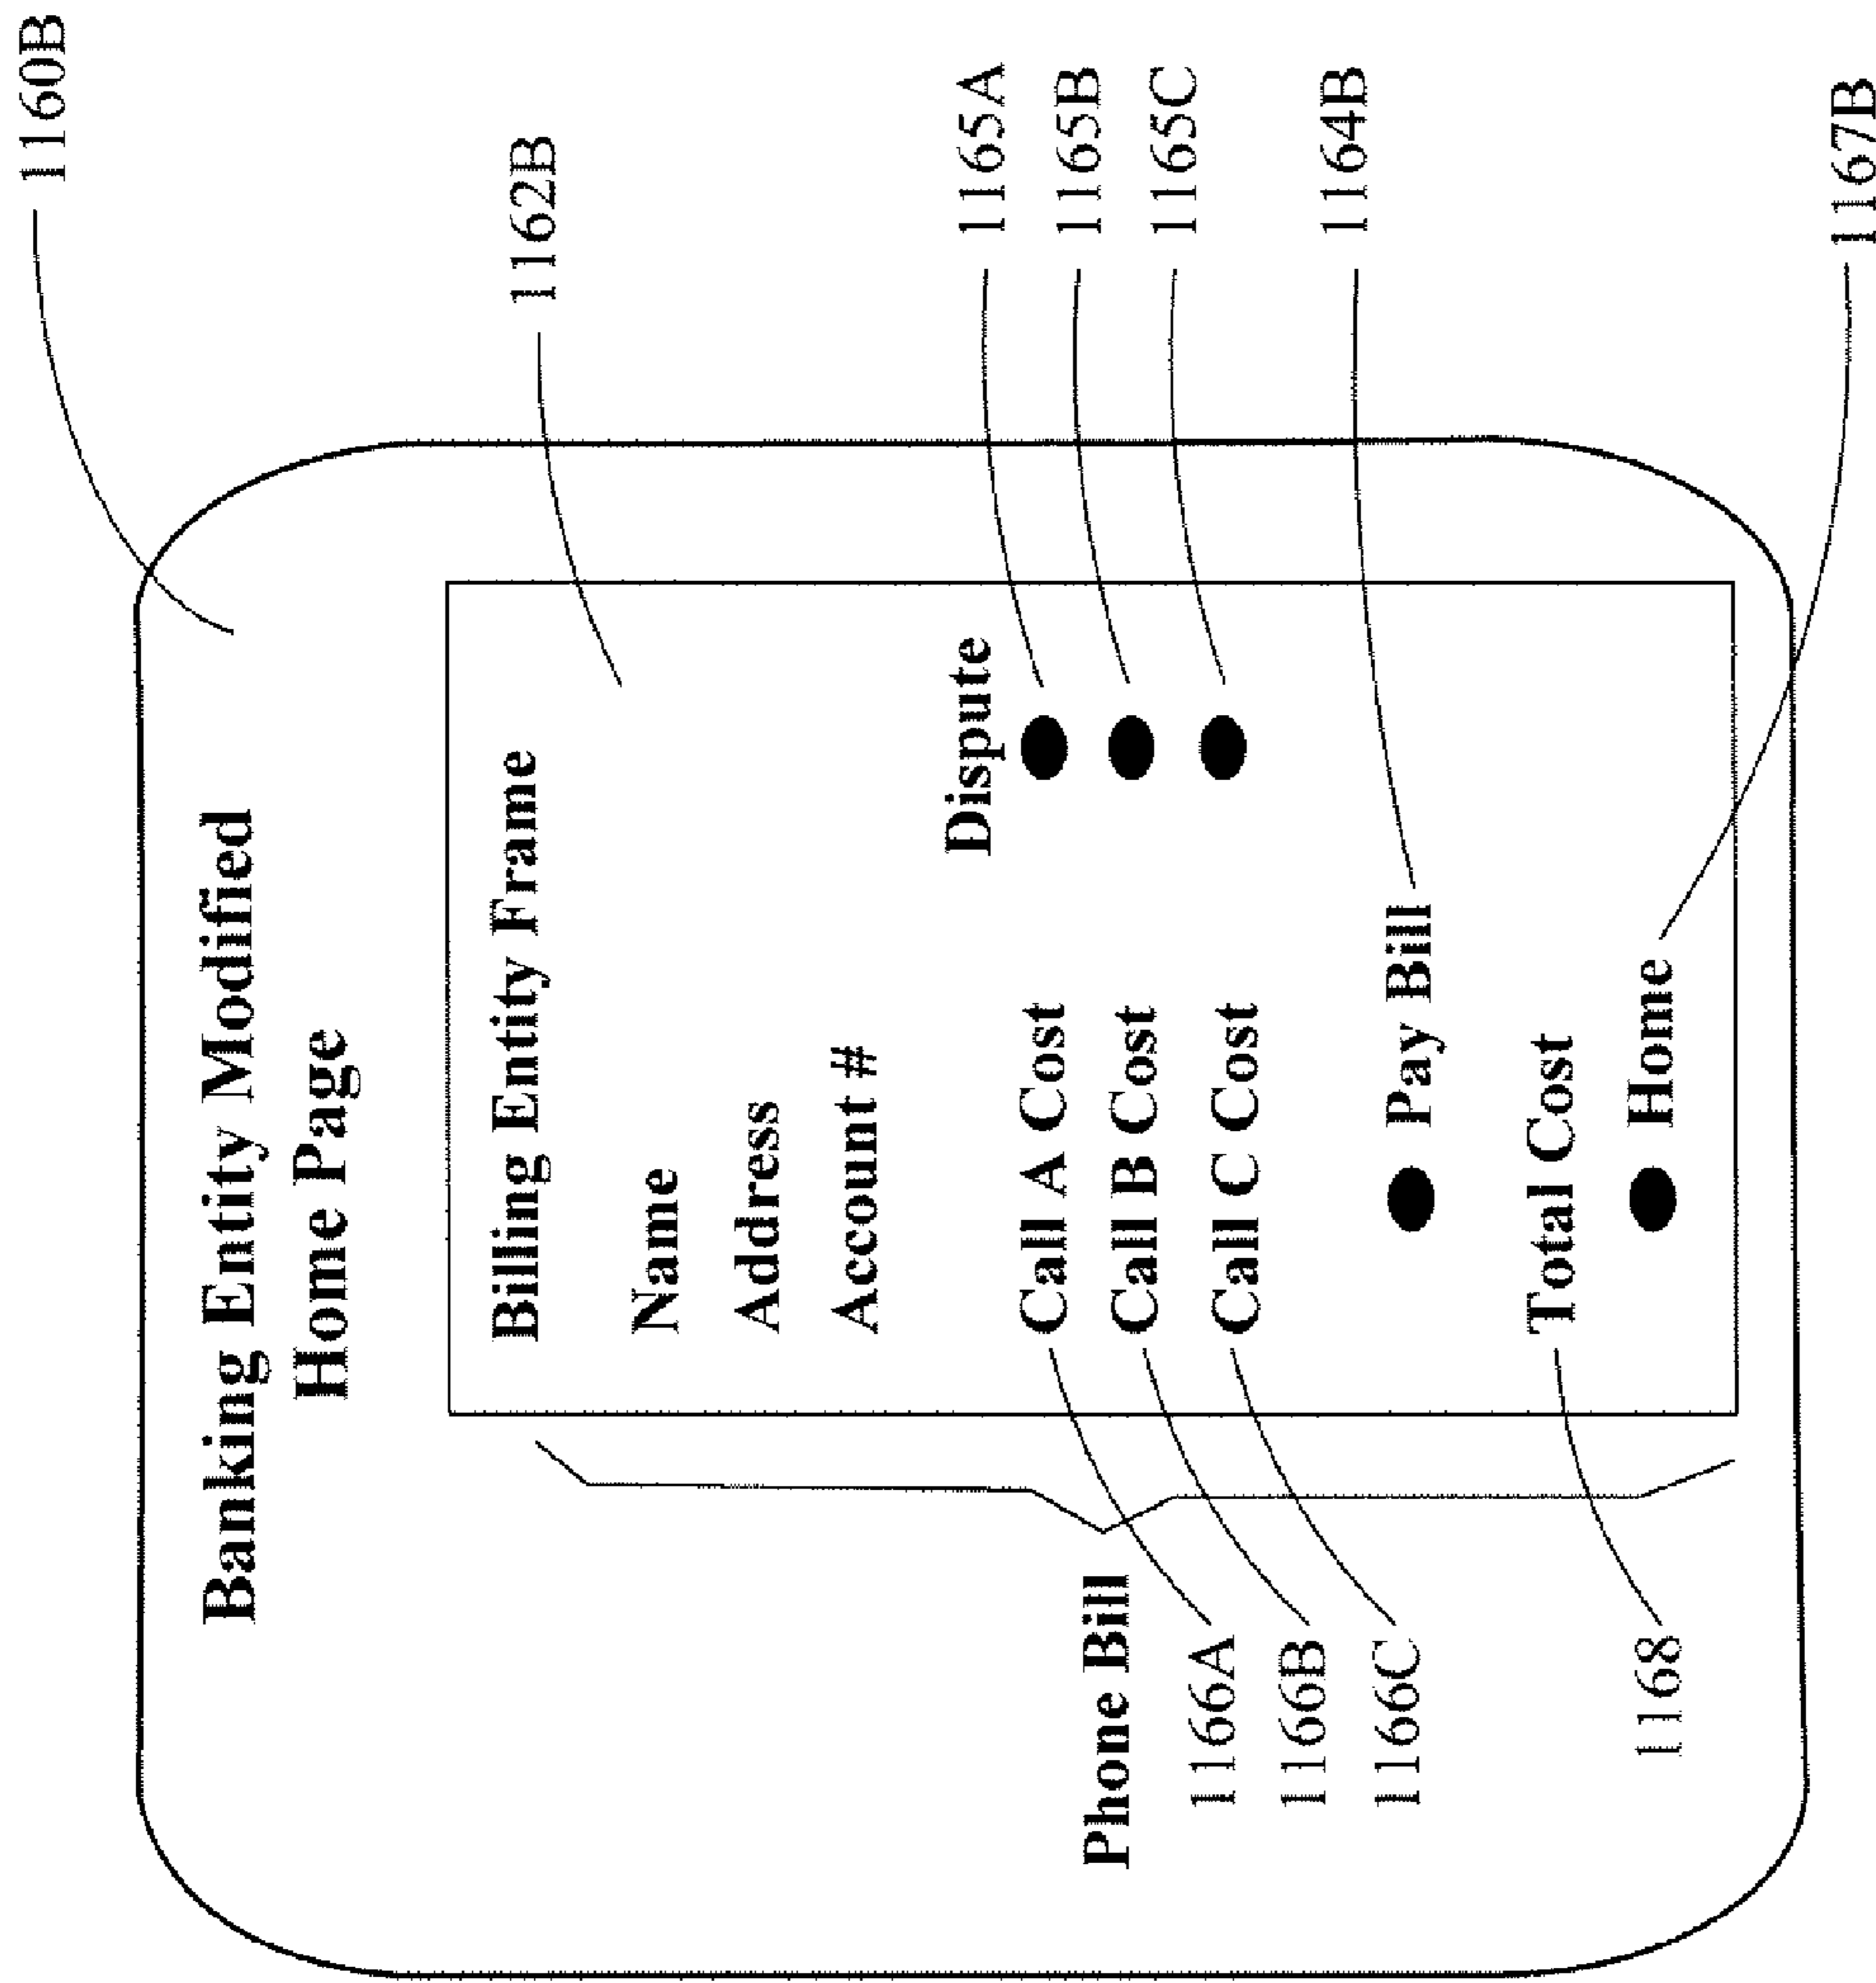 1160B
Banking Entity Modified
Home Page
1162B
Billing Entity Frame
Name
Address
Account #
Dispute
1165A
1165B
1165C
Call A Cost
Call B Cost
Call C Cost
Phone Bill
1166A
1166B
1166C
1164B
Pay Bill
Total Cost
1168
Home
1167B